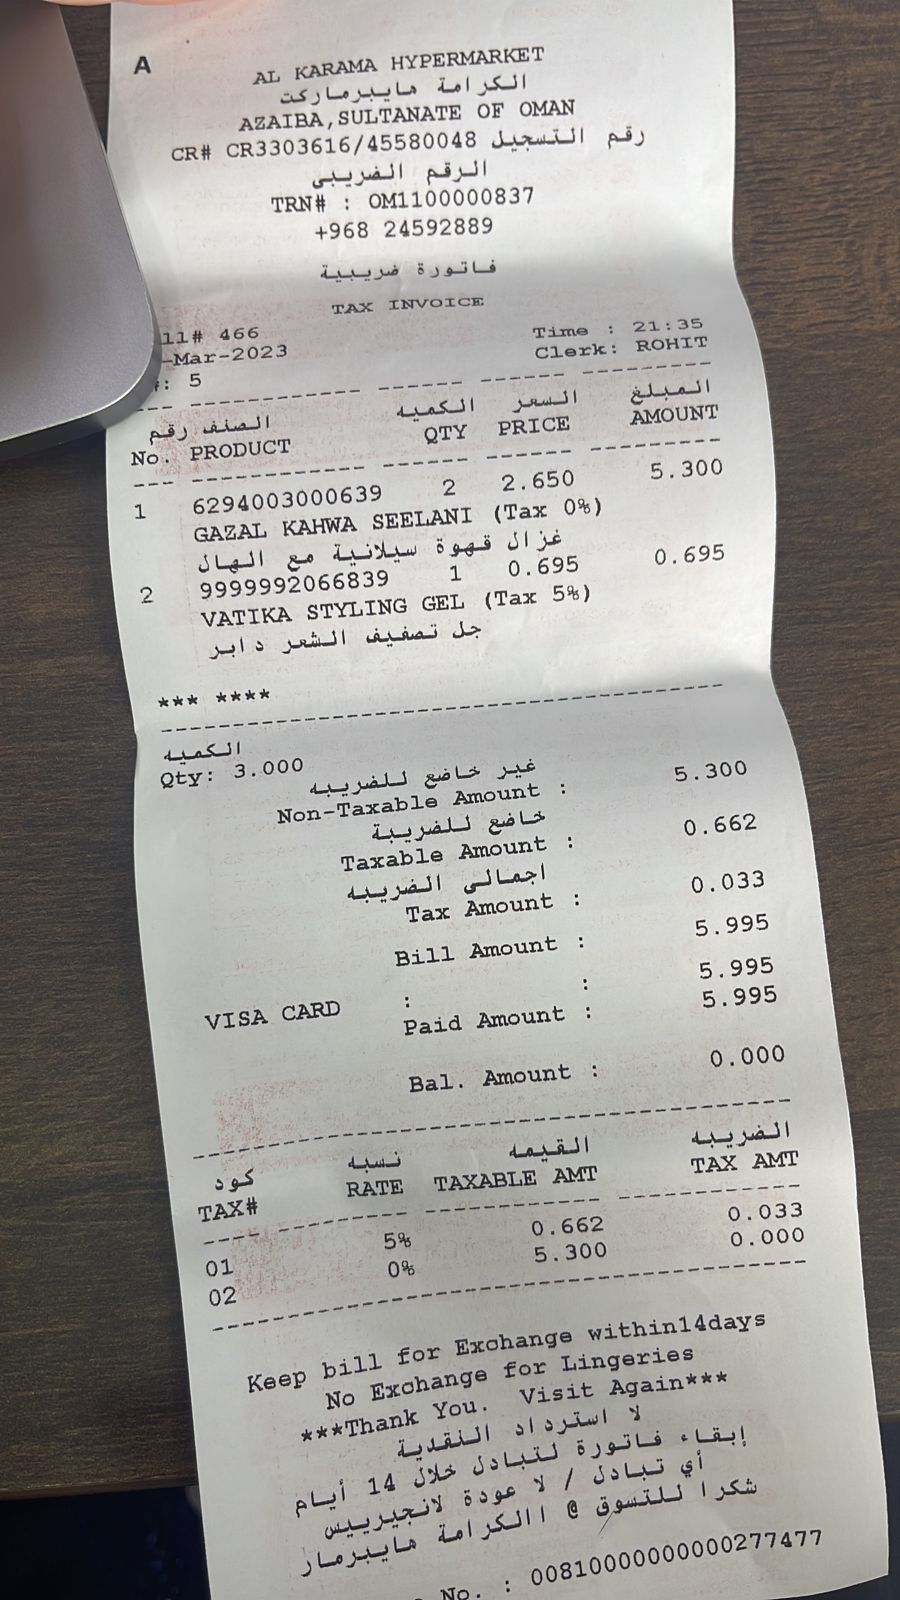 A
AL KARAMA HYPERMARKET
الكرامة هايبرماركت
AZAIBA,SULTANATE OF OMAN
CR# CR3303616/45580048 رقم التسجيل
الرقم الضريبى
TRN# : OM1100000837
+968 24592889
فاتورة ضريبية
TAX INVOICE
ll# 466 Time : 21:35
-Mar-2023 Clerk: ROHIT
#: 5
الصنف رقم الكميه السعر المبلغ
No. PRODUCT QTY PRICE AMOUNT
1 6294003000639 2 2.650 5.300
GAZAL KAHWA SEELANI (Tax 0%)
غزال قهوة سيلانية مع الهال
2 9999992066839 1 0.695 0.695
VATIKA STYLING GEL (Tax 5%)
جل تصفيف الشعر دابر
*** ****
الكميه
Qty: 3.000
غير خاضع للضريبه
Non-Taxable Amount : 5.300
خاضع للضريبة
Taxable Amount : 0.662
اجمالى الضريبه
Tax Amount : 0.033
Bill Amount : 5.995
VISA CARD : : 5.995
Paid Amount : 5.995
Bal. Amount : 0.000
كود نسبه القيمه الضريبه
TAX# RATE TAXABLE AMT TAX AMT
01 5% 0.662 0.033
02 0% 5.300 0.000
Keep bill for Exchange within14days
No Exchange for Lingeries
***Thank You. Visit Again***
لا استرداد النقدية
إبقاء فاتورة لتبادل خلال 14 أيام
أي تبادل / لا عودة لانجيرييس
شكرا للتسوق @ االكرامة هايبرمار
No. : 00810000000000277477